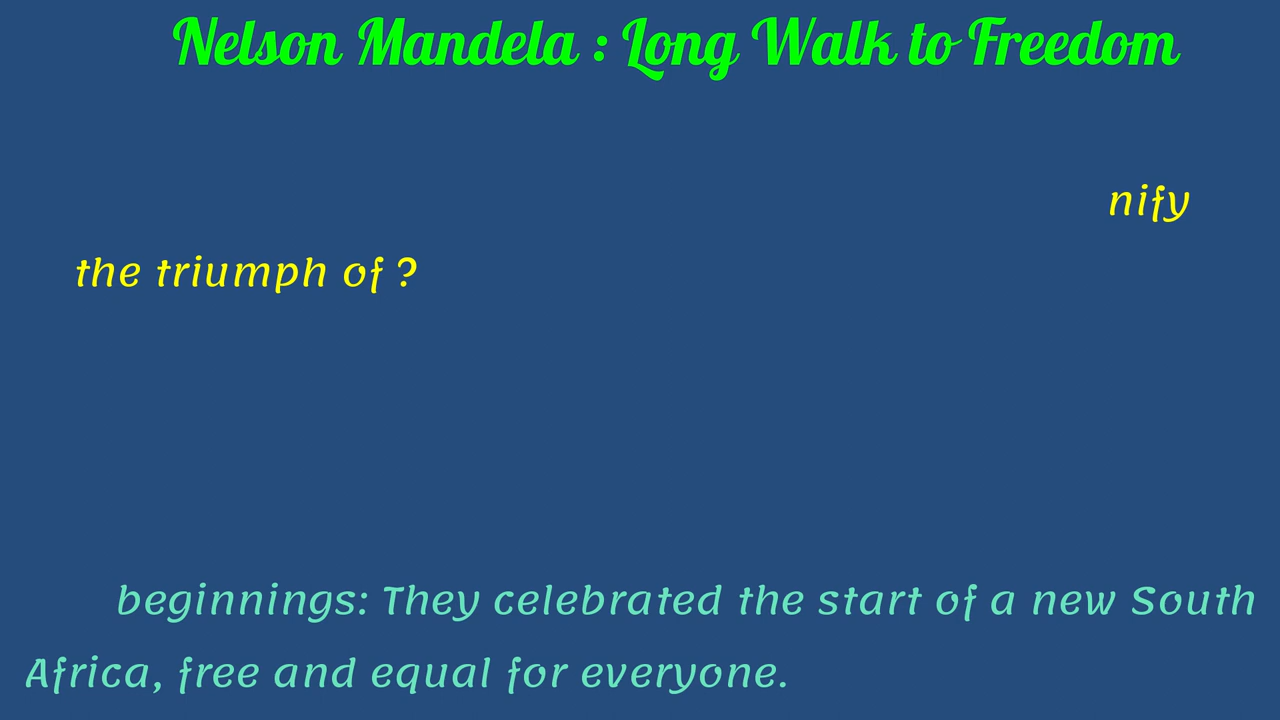 Nelson Mandela : Long Walk to Freedom
nify
the triumph of ?
beginnings: They celebrated the start of a new South
Africa, free and equal for everyone.